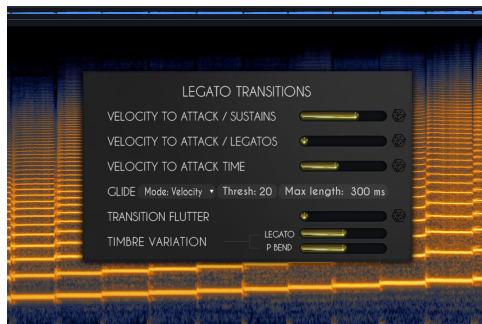 LEGATO TRANSITIONS
VELOCITY TO ATTACK / SUSTAINS
VELOCITY TO ATTACK / LEGATOS
VELOCITY TO ATTACK TIME
GLIDE Mode: Velocity Thresh: 20 Max length: 300 ms
TRANSITION FLUTTER
TIMBRE VARIATION
LEGATO
P BEND